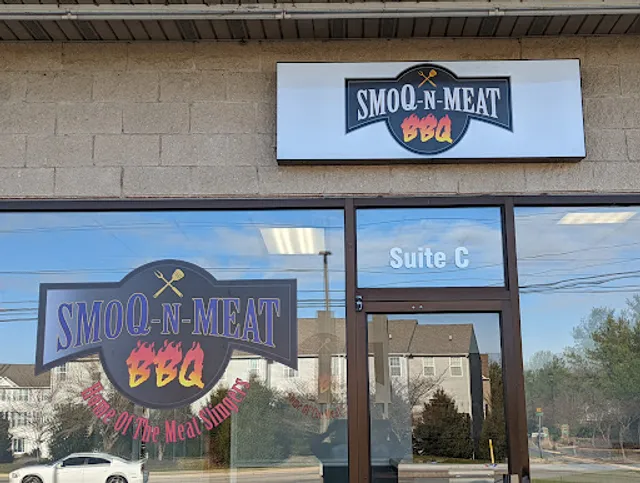 SMOQ-N-MEAT
BBQ
Suite C
SMOQ-N-MEAT
BBQ
Home Of The Meat Slingers